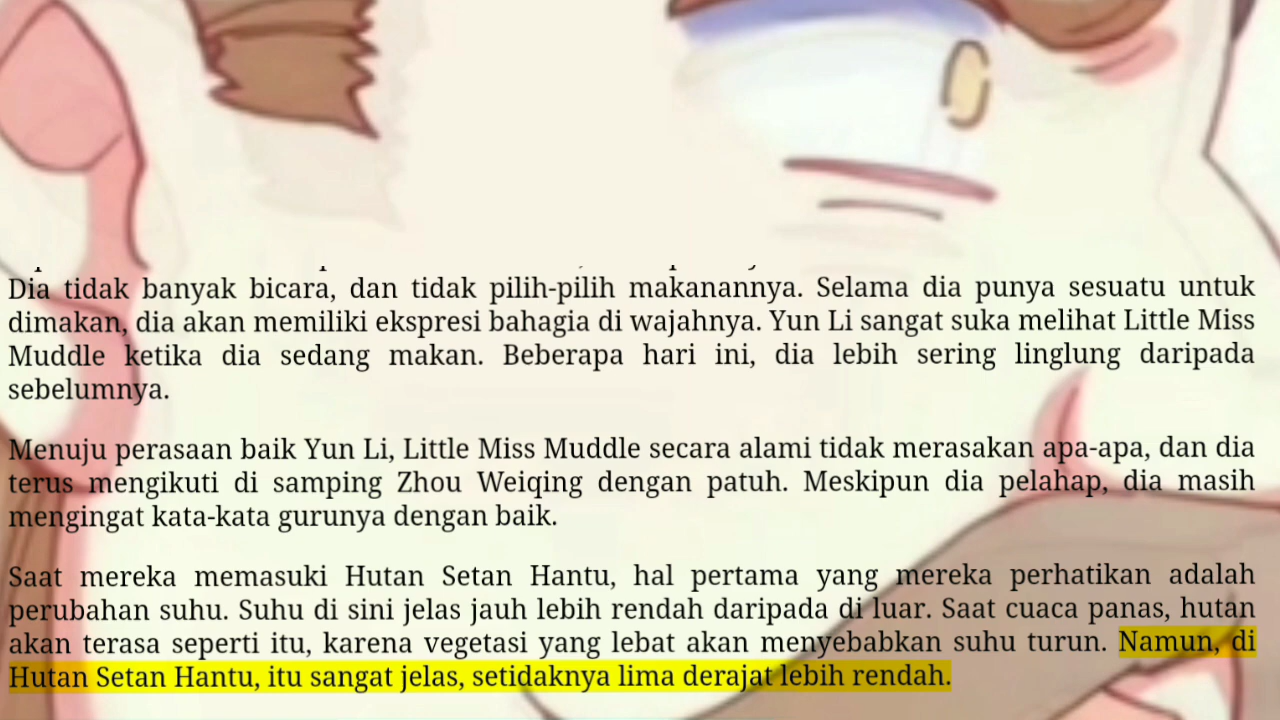 Dia tidak banyak bicara, dan tidak pilih-pilih makanannya. Selama dia punya sesuatu untuk
dimakan, dia akan memiliki ekspresi bahagia di wajahnya. Yun Li sangat suka melihat Little Miss
Muddle ketika dia sedang makan. Beberapa hari ini, dia lebih sering linglung daripada
sebelumnya.
Menuju perasaan baik Yun Li, Little Miss Muddle secara alami tidak merasakan apa-apa, dan dia
terus mengikuti di samping Zhou Weiqing dengan patuh. Meskipun dia pelahap, dia masih
mengingat kata-kata gurunya dengan baik.
Saat mereka memasuki Hutan Setan Hantu, hal pertama yang mereka perhatikan adalah
perubahan suhu. Suhu di sini jelas jauh lebih rendah daripada di luar. Saat cuaca panas, hutan
akan terasa seperti itu, karena vegetasi yang lebat akan menyebabkan suhu turun. Namun, di
Hutan Setan Hantu, itu sangat jelas, setidaknya lima derajat lebih rendah.